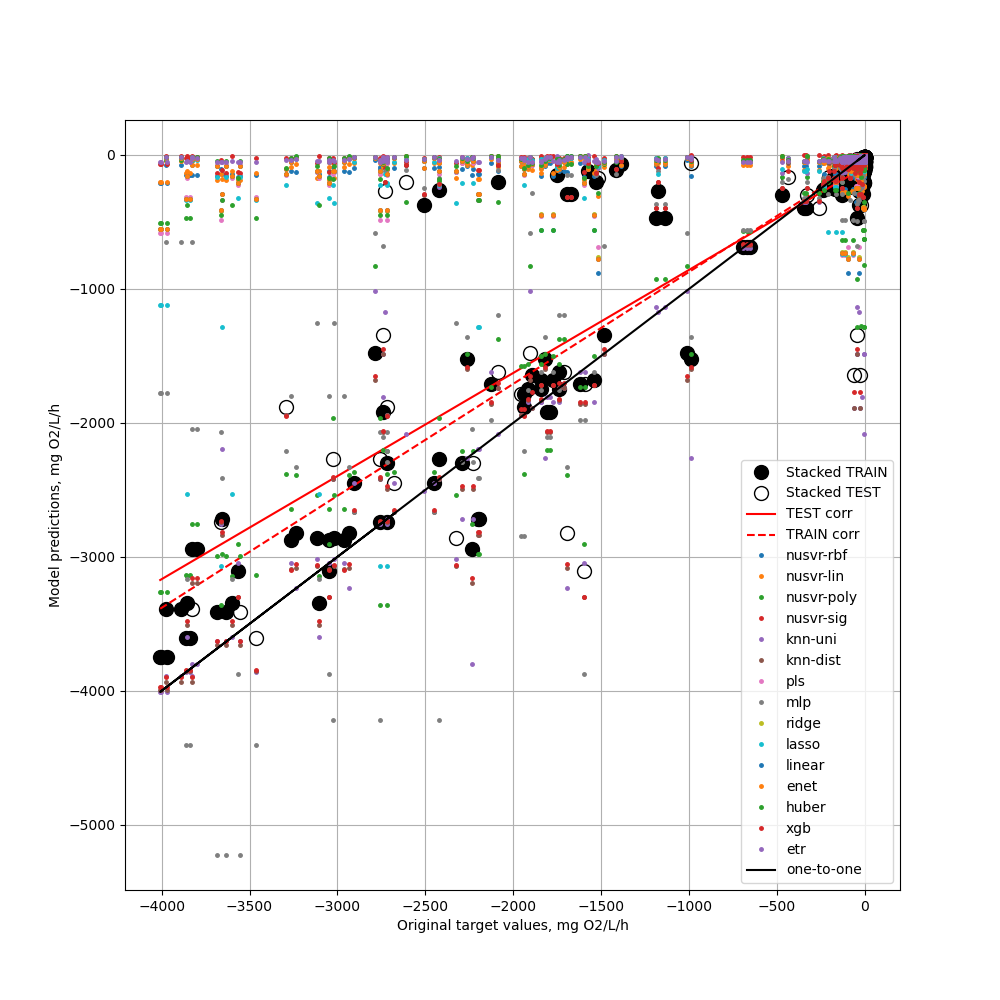 0
−1000
−2000
−3000
−4000
−5000
Model predictions, mg O2/L/h
−4000 −3500 −3000 −2500 −2000 −1500 −1000 −500 0
Original target values, mg O2/L/h
Stacked TRAIN
Stacked TEST
TEST corr
TRAIN corr
nusvr-rbf
nusvr-lin
nusvr-poly
nusvr-sig
knn-uni
knn-dist
pls
mlp
ridge
lasso
linear
enet
huber
xgb
etr
one-to-one